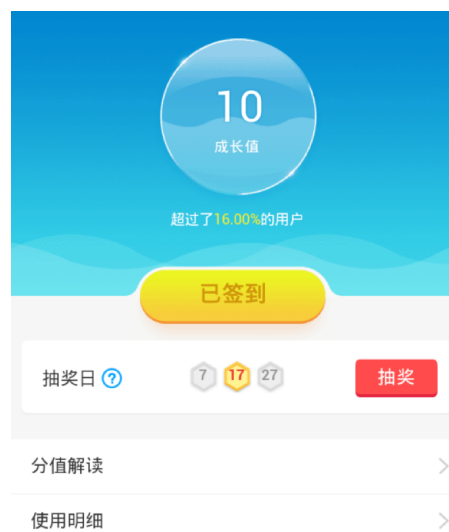 10
成长值
超过了16.00%的用户
已签到
抽奖日 ? 7 17 27 抽奖
分值解读
使用明细